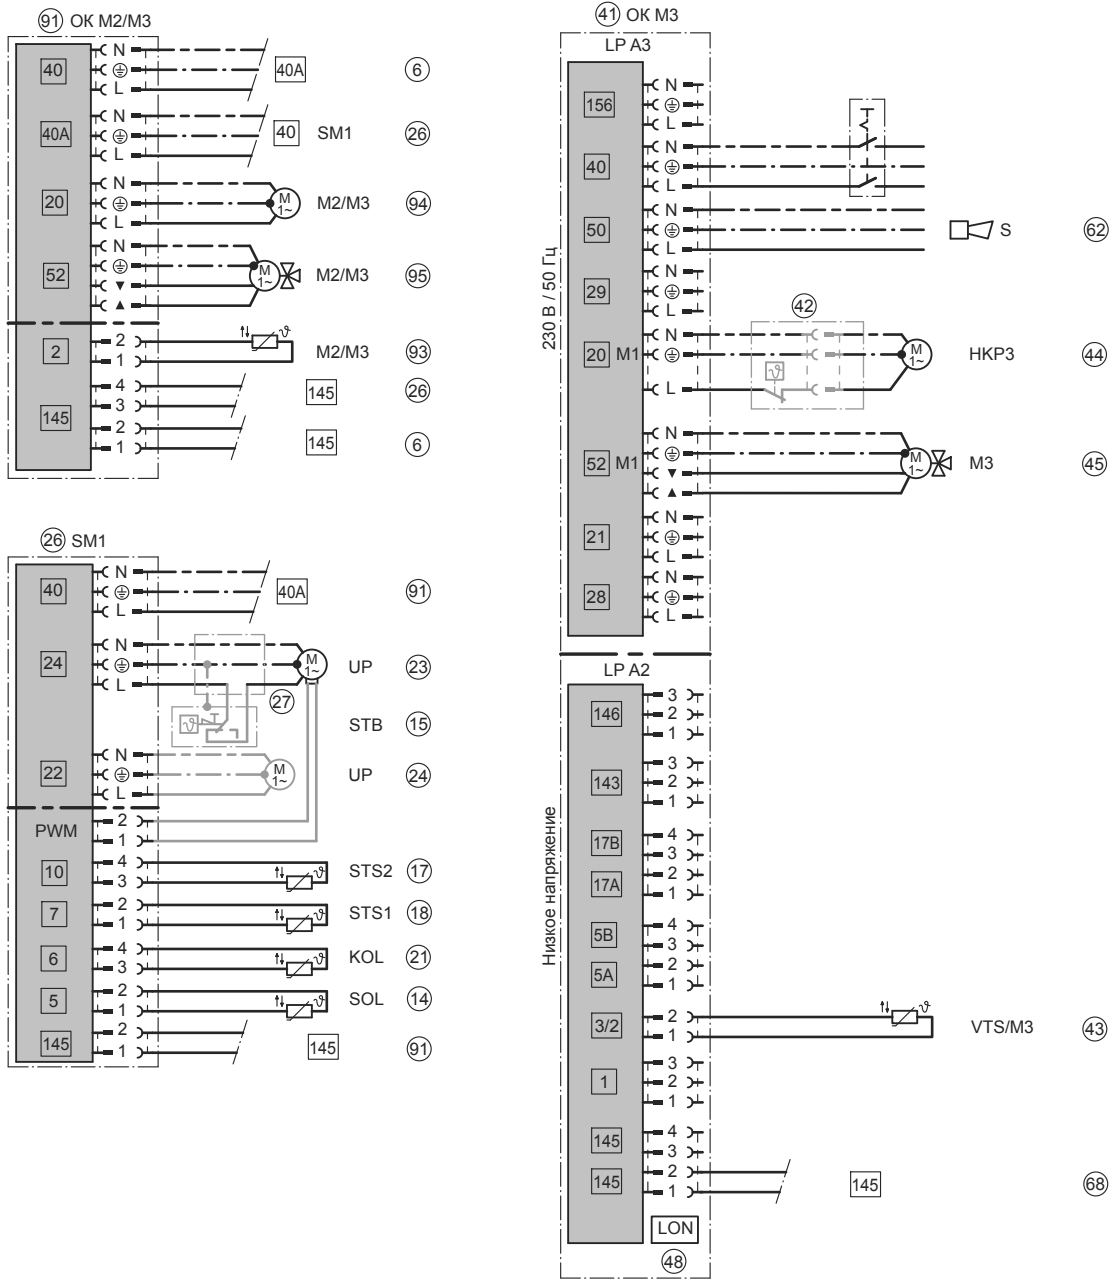 91 OK M2/M3
40
N
L
40A
6
40A
N
L
40 SM1
26
20
N
L
M
1~
M2/M3
94
52
N
▼
▲
M
1~
M2/M3
95
2
2
1
ϑ
M2/M3
93
145
4
3
2
1
145
26
145
6
26 SM1
40
N
L
40A
91
24
N
L
M
1~
UP
23
27
ϑ
STB
15
22
N
L
M
1~
UP
24
PWM
2
1
10
4
3
ϑ
STS2
17
7
2
1
ϑ
STS1
18
6
4
3
ϑ
KOL
21
5
2
1
ϑ
SOL
14
145
2
1
145
91
41 OK M3
LP A3
230 В / 50 Гц
156
N
L
40
N
L
50
N
L
S
62
29
N
L
42
20 M1
N
L
ϑ
M
1~
HKP3
44
52 M1
N
▼
▲
M
1~
M3
45
21
N
L
28
N
L
LP A2
Низкое напряжение
146
3
2
1
143
3
2
1
17B
4
3
17A
2
1
5B
4
3
5A
2
1
3/2
2
1
ϑ
VTS/M3
43
1
3
2
1
145
4
3
145
2
1
145
68
LON
48